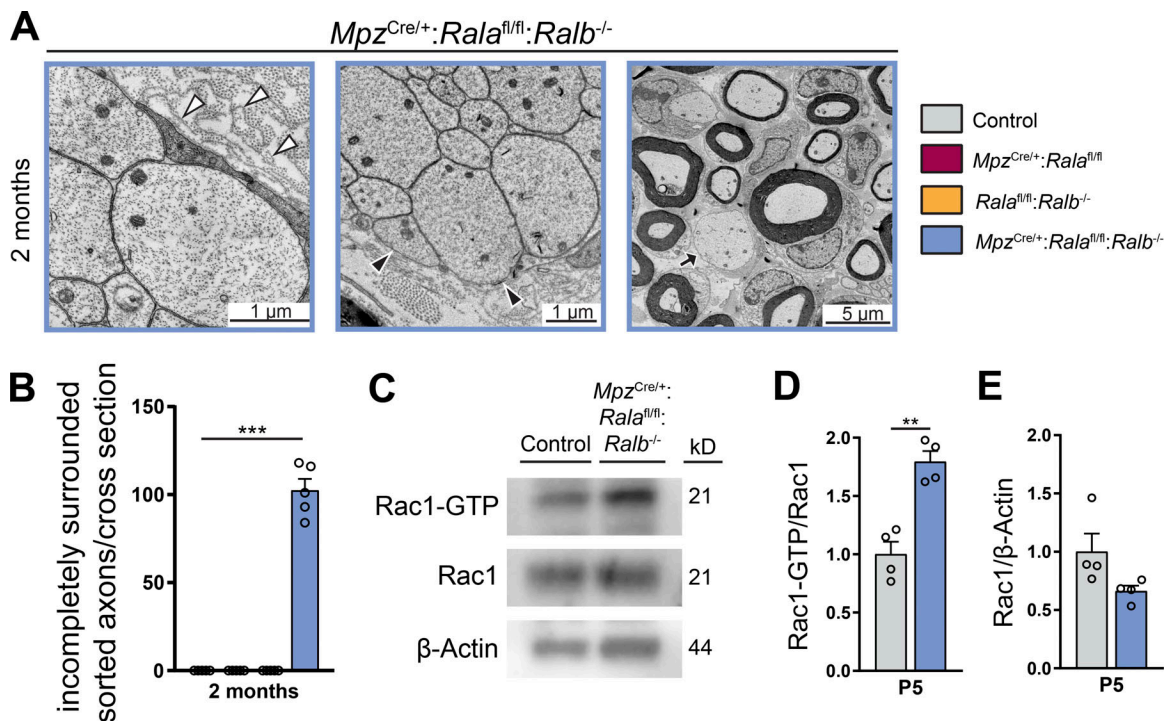 A
Mpz^Cre/+:Rala^fl/fl:Ralb^-/-
2 months
1 µm
1 µm
5 µm
Control
Mpz^Cre/+:Rala^fl/fl
Rala^fl/fl:Ralb^-/-
Mpz^Cre/+:Rala^fl/fl:Ralb^-/-
B
incompletely surrounded
sorted axons/cross section
150
100
50
0
***
2 months
C
Control
Mpz^Cre/+:
Rala^fl/fl:
Ralb^-/-
kD
Rac1-GTP
21
Rac1
21
β-Actin
44
D
Rac1-GTP/Rac1
2.0
1.5
1.0
0.5
0.0
**
P5
E
Rac1/β-Actin
2.0
1.5
1.0
0.5
0.0
P5